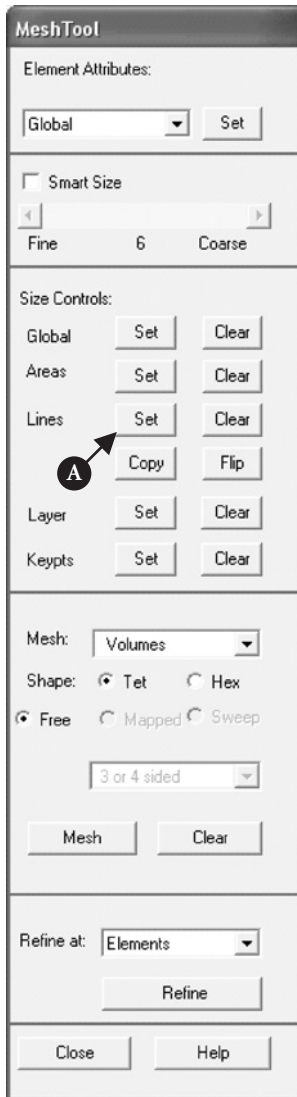 MeshTool
Element Attributes:
Global Set
Smart Size
Fine 6 Coarse
Size Controls:
Global Set Clear
Areas Set Clear
Lines Set Clear
A Copy Flip
Layer Set Clear
Keypts Set Clear
Mesh: Volumes
Shape: Tet Hex
Free Mapped Sweep
3 or 4 sided
Mesh Clear
Refine at: Elements
Refine
Close Help